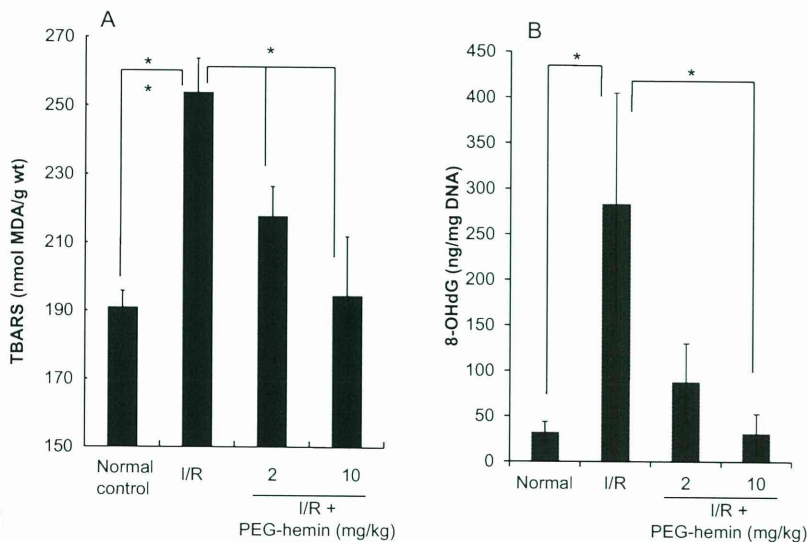 A
TBARS (nmol MDA/g wt)
270
250
230
210
190
170
150
*
*
*
Normal
control
I/R
2
10
I/R +
PEG-hemin (mg/kg)
B
8-OHdG (ng/mg DNA)
450
400
350
300
250
200
150
100
50
0
*
*
Normal
I/R
2
10
I/R +
PEG-hemin (mg/kg)